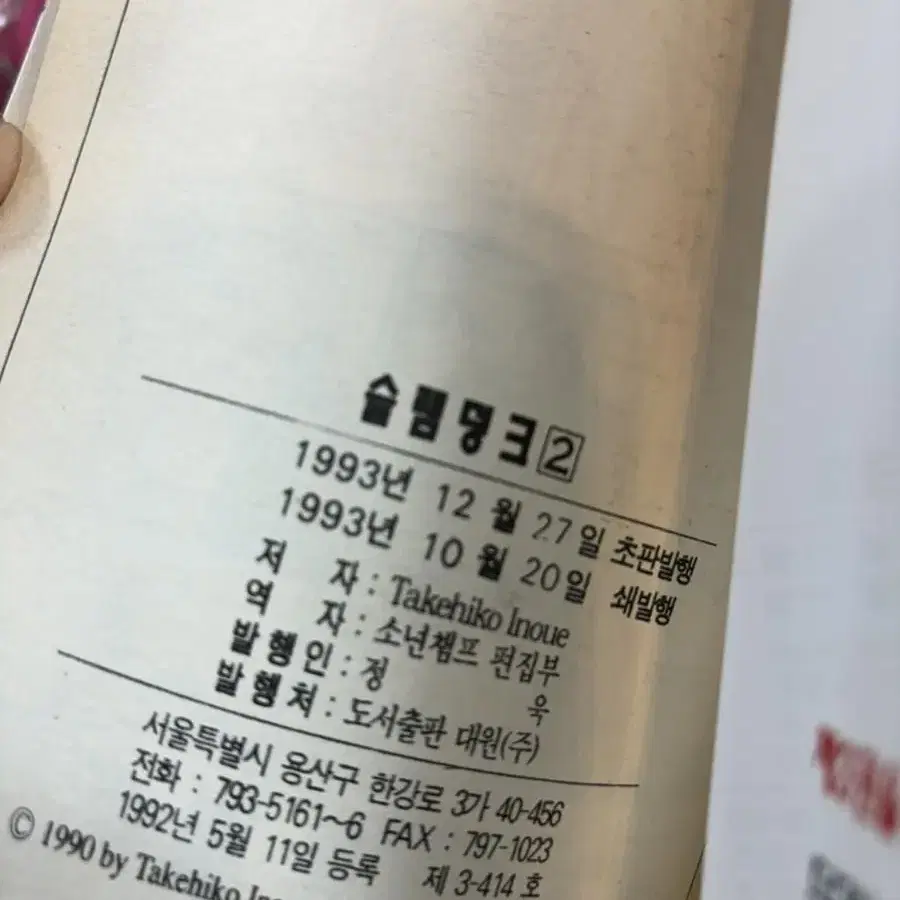 슬램덩크 2
1993년 12월 27일 초판발행
1993년 10월 20일 쇄발행
저 자 : Takehiko Inoue
역 자 : 소년챔프 편집부
발행인 : 정 욱
발행처 : 도서출판 대원(주)
서울특별시 용산구 한강로 3가 40-456
전화 : 793-5161~6 FAX : 797-1023
1992년 5월 11일 등록 제 3-414 호
© 1990 by Takehiko